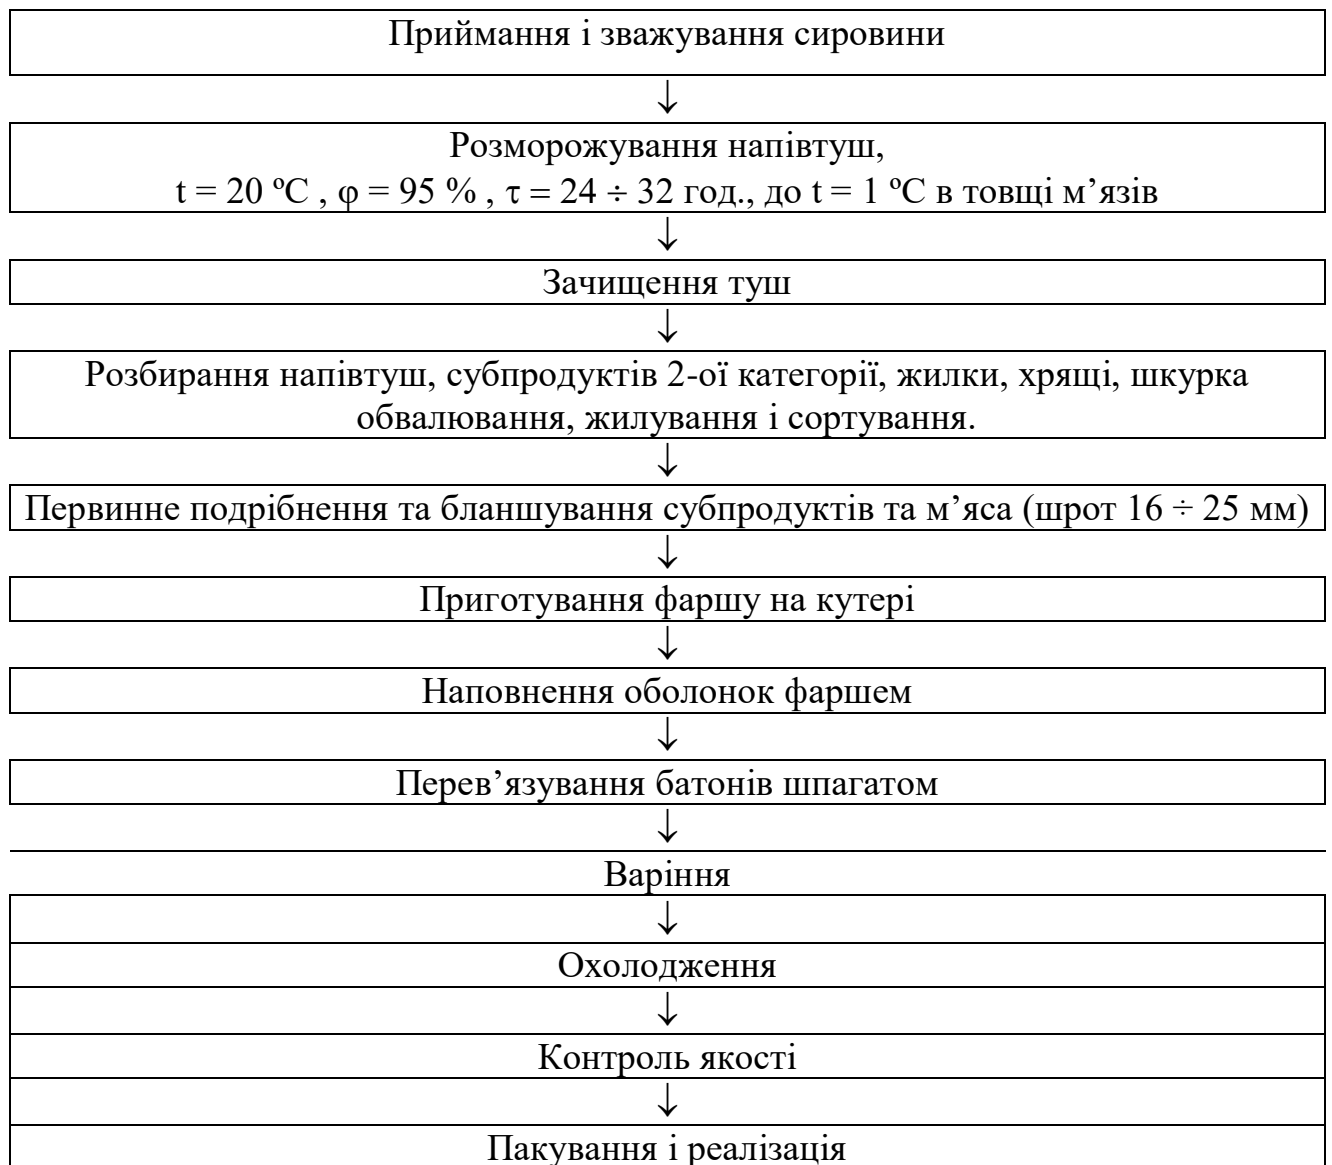 Приймання і зважування сировини
↓
Розморожування напівтуш,
t = 20 ºС , φ = 95 % , τ = 24 ÷ 32 год., до t = 1 ºС в товщі м’язів
↓
Зачищення туш
↓
Розбирання напівтуш, субпродуктів 2-ої категорії, жилки, хрящі, шкурка
обвалювання, жилування і сортування.
↓
Первинне подрібнення та бланшування субпродуктів та м’яса (шрот 16 ÷ 25 мм)
↓
Приготування фаршу на кутері
↓
Наповнення оболонок фаршем
↓
Перев’язування батонів шпагатом
↓
Варіння
↓
Охолодження
↓
Контроль якості
↓
Пакування і реалізація